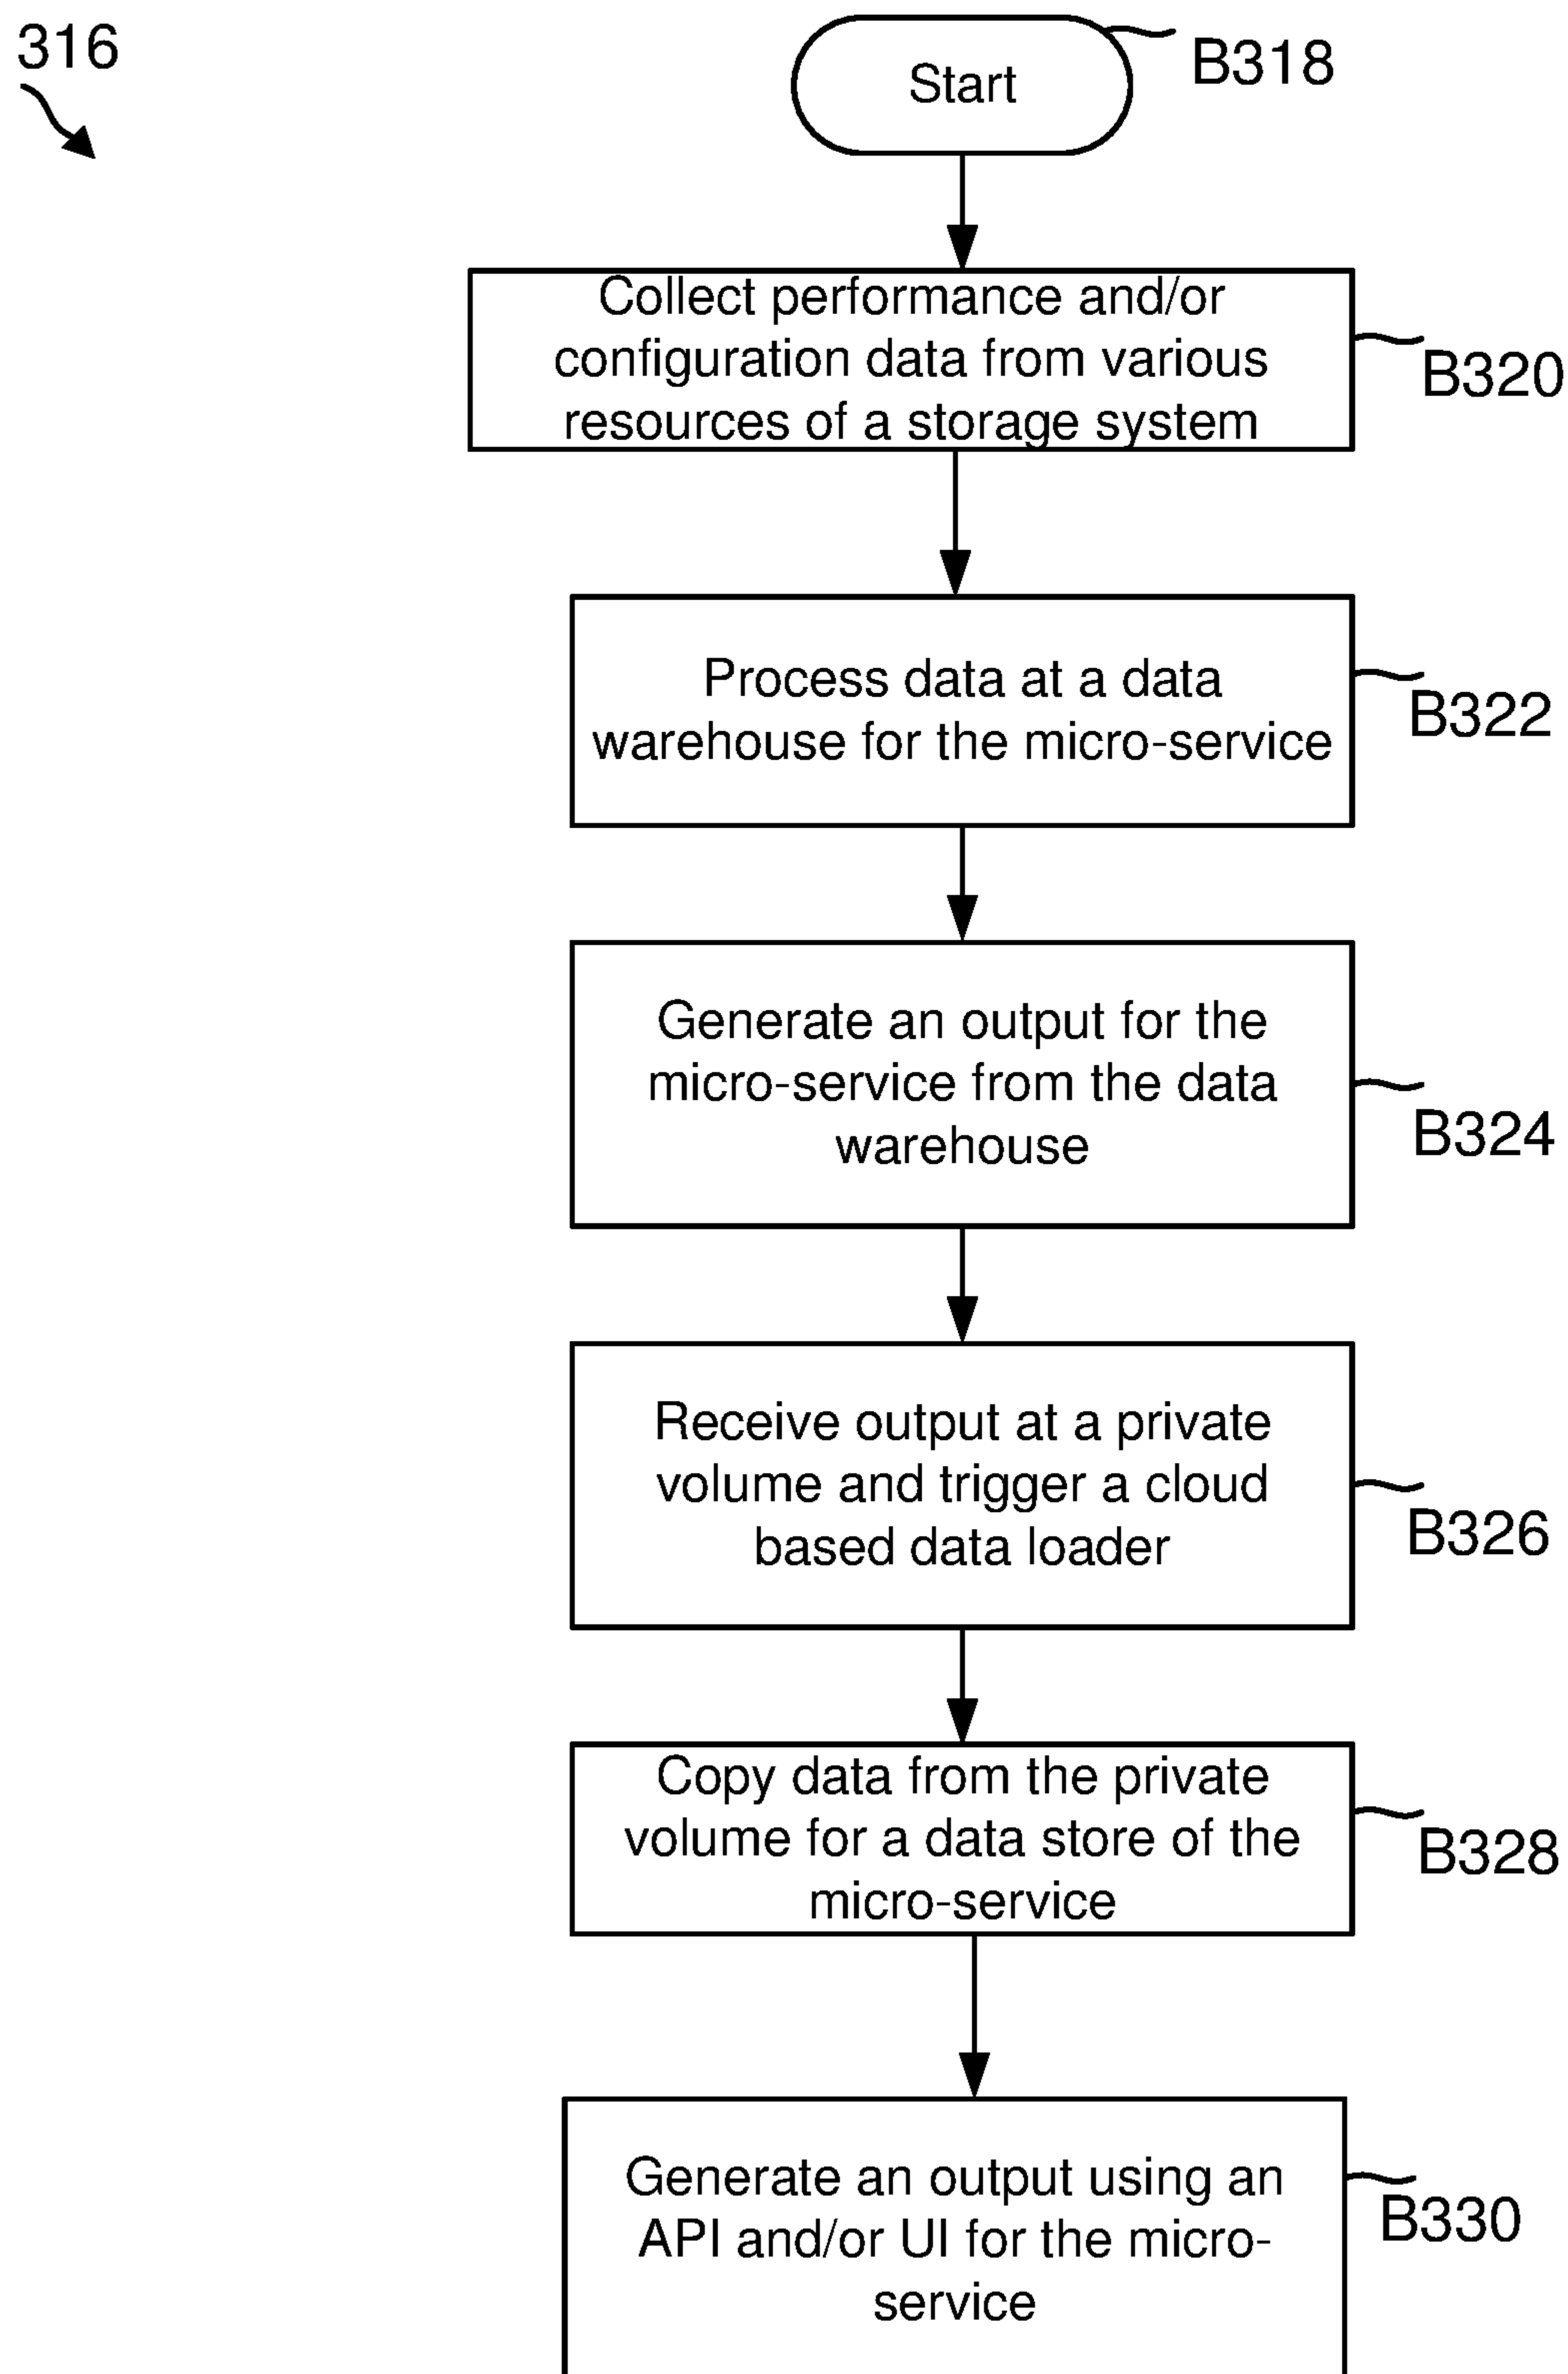 316
Start
B318
Collect performance and/or
configuration data from various
resources of a storage system
B320
Process data at a data
warehouse for the micro-service
B322
Generate an output for the
micro-service from the data
warehouse
B324
Receive output at a private
volume and trigger a cloud
based data loader
B326
Copy data from the private
volume for a data store of the
micro-service
B328
Generate an output using an
API and/or UI for the micro-
service
B330